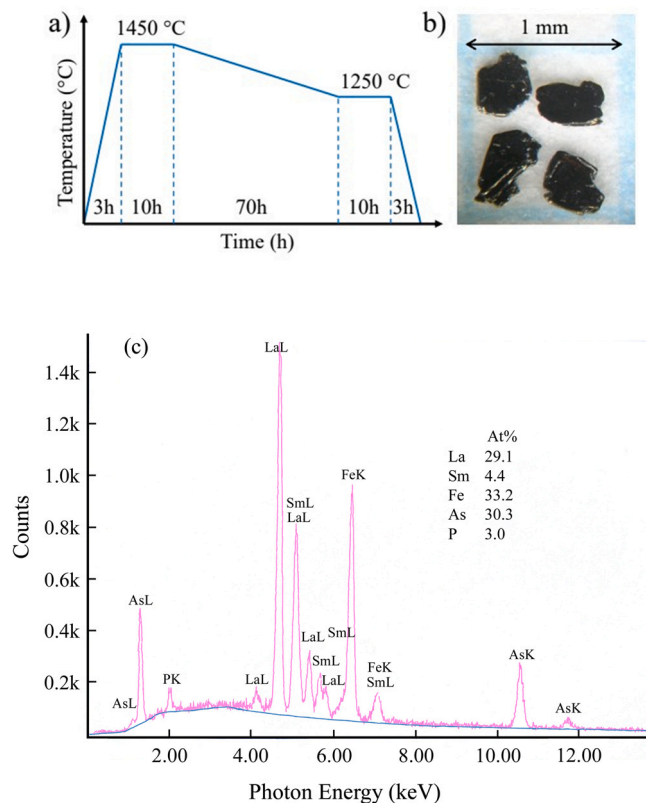 a)
1450 °C
1250 °C
Temperature (°C)
3h
10h
70h
10h
3h
Time (h)
b)
1 mm
(c)
1.4k
1.2k
1.0k
0.8k
0.6k
0.4k
0.2k
Counts
LaL
SmL
LaL
FeK
At%
La 29.1
Sm 4.4
Fe 33.2
As 30.3
P 3.0
AsL
AsL
PK
LaL
LaL
SmL
SmL
LaL
FeK
SmL
AsK
AsK
2.00
4.00
6.00
8.00
10.00
12.00
Photon Energy (keV)